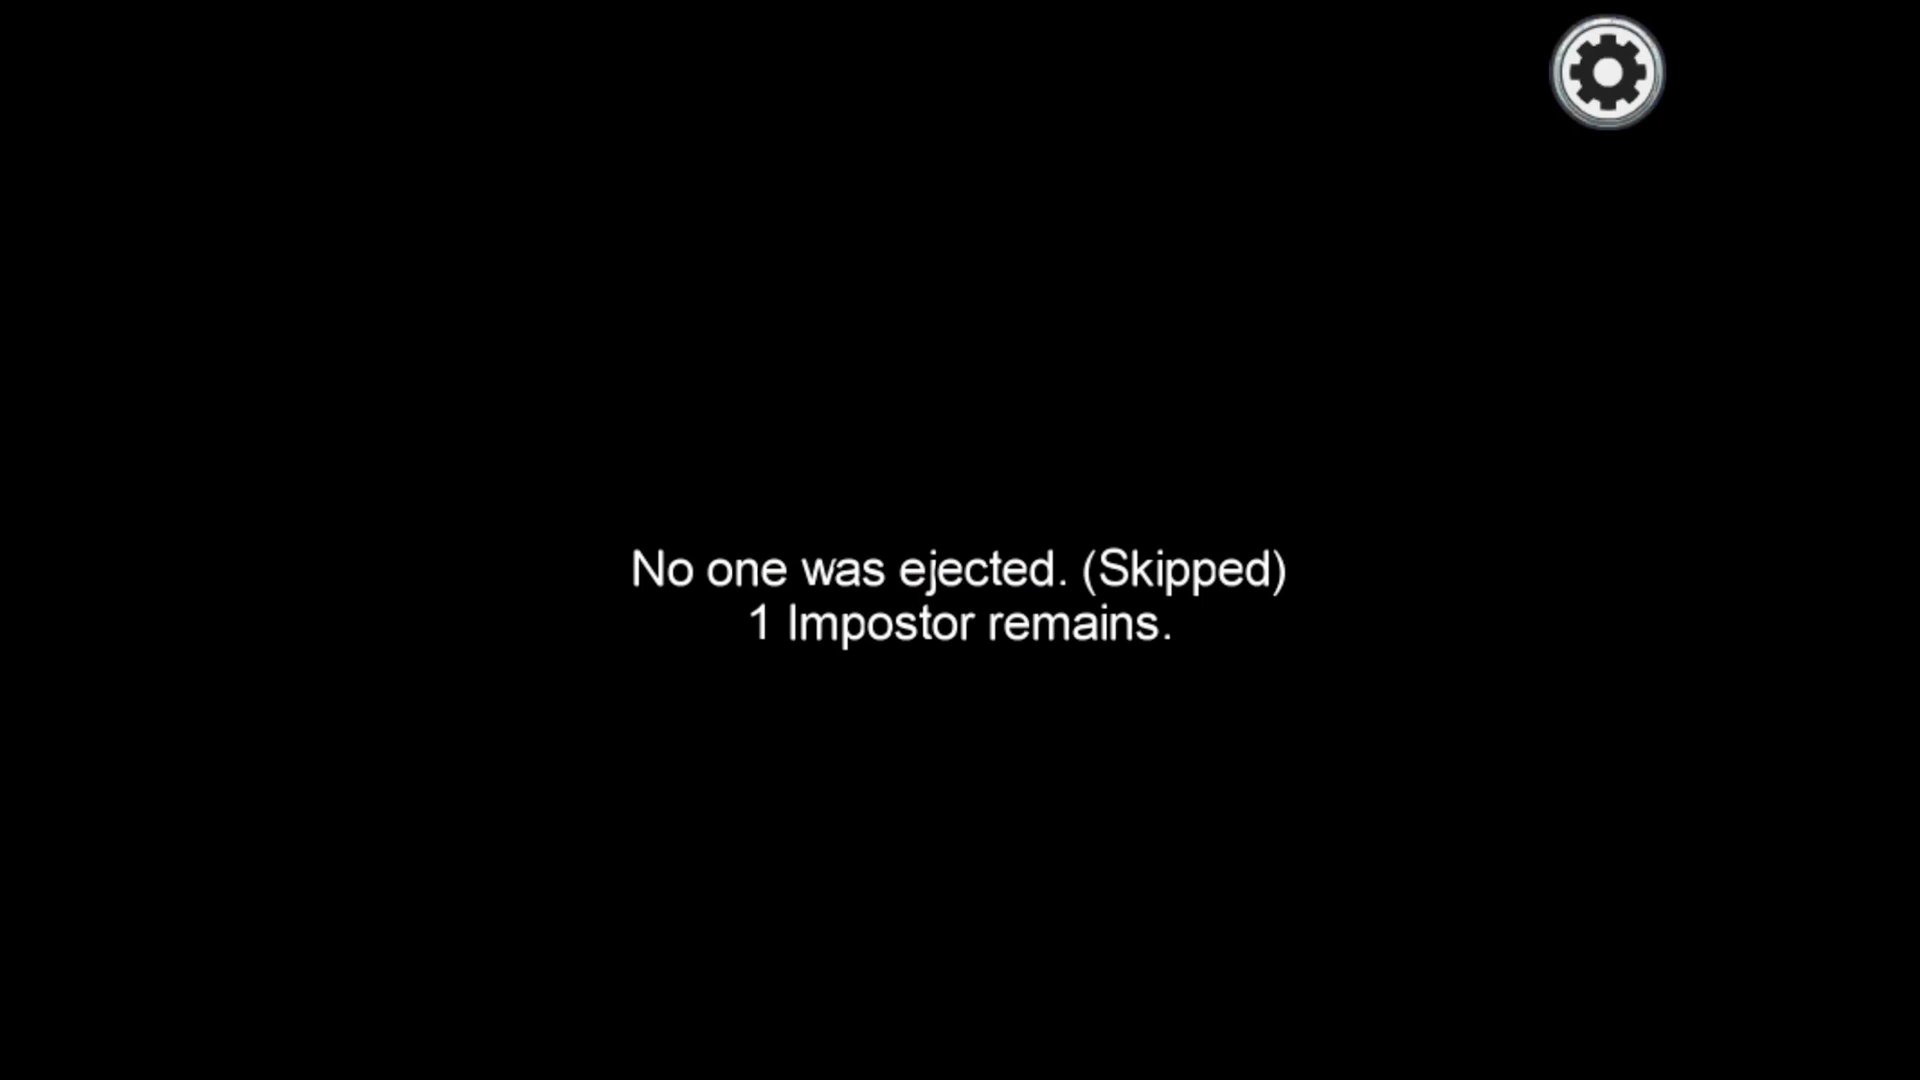 No one was ejected. (Skipped)
1 Impostor remains.